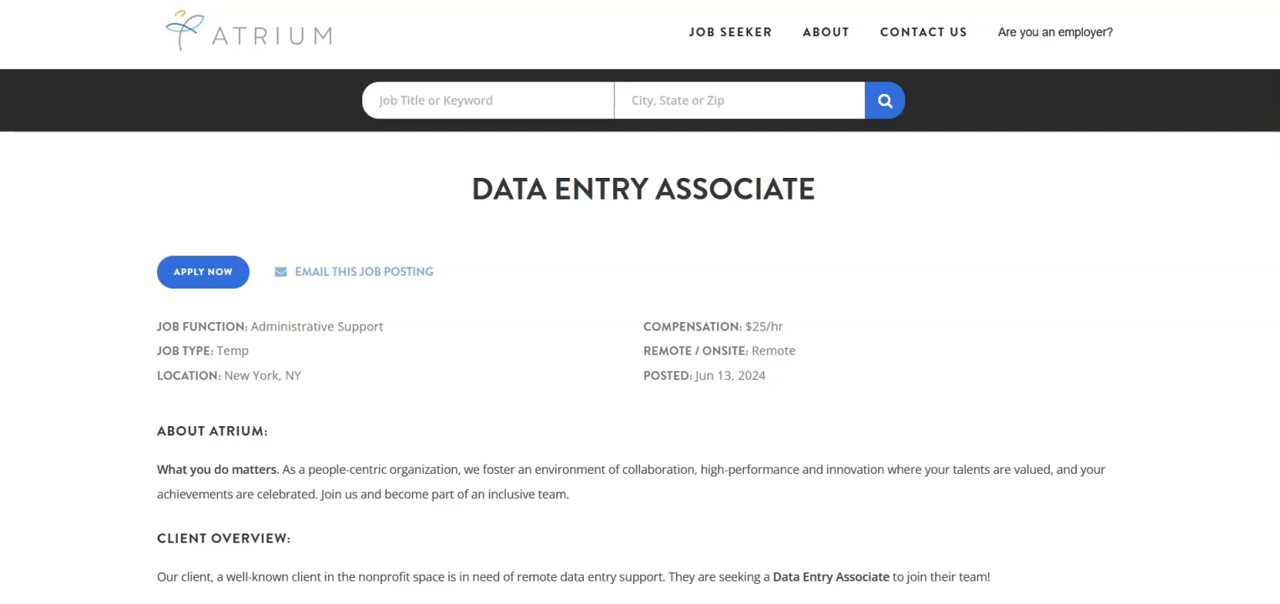 ATRIUM
JOB SEEKER ABOUT CONTACT US Are you an employer?
Job Title or Keyword City, State or Zip
DATA ENTRY ASSOCIATE
APPLY NOW EMAIL THIS JOB POSTING
JOB FUNCTION: Administrative Support
JOB TYPE: Temp
LOCATION: New York, NY
COMPENSATION: $25/hr
REMOTE / ONSITE: Remote
POSTED: Jun 13, 2024
ABOUT ATRIUM:
What you do matters. As a people-centric organization, we foster an environment of collaboration, high-performance and innovation where your talents are valued, and your
achievements are celebrated. Join us and become part of an inclusive team.
CLIENT OVERVIEW:
Our client, a well-known client in the nonprofit space is in need of remote data entry support. They are seeking a Data Entry Associate to join their team!